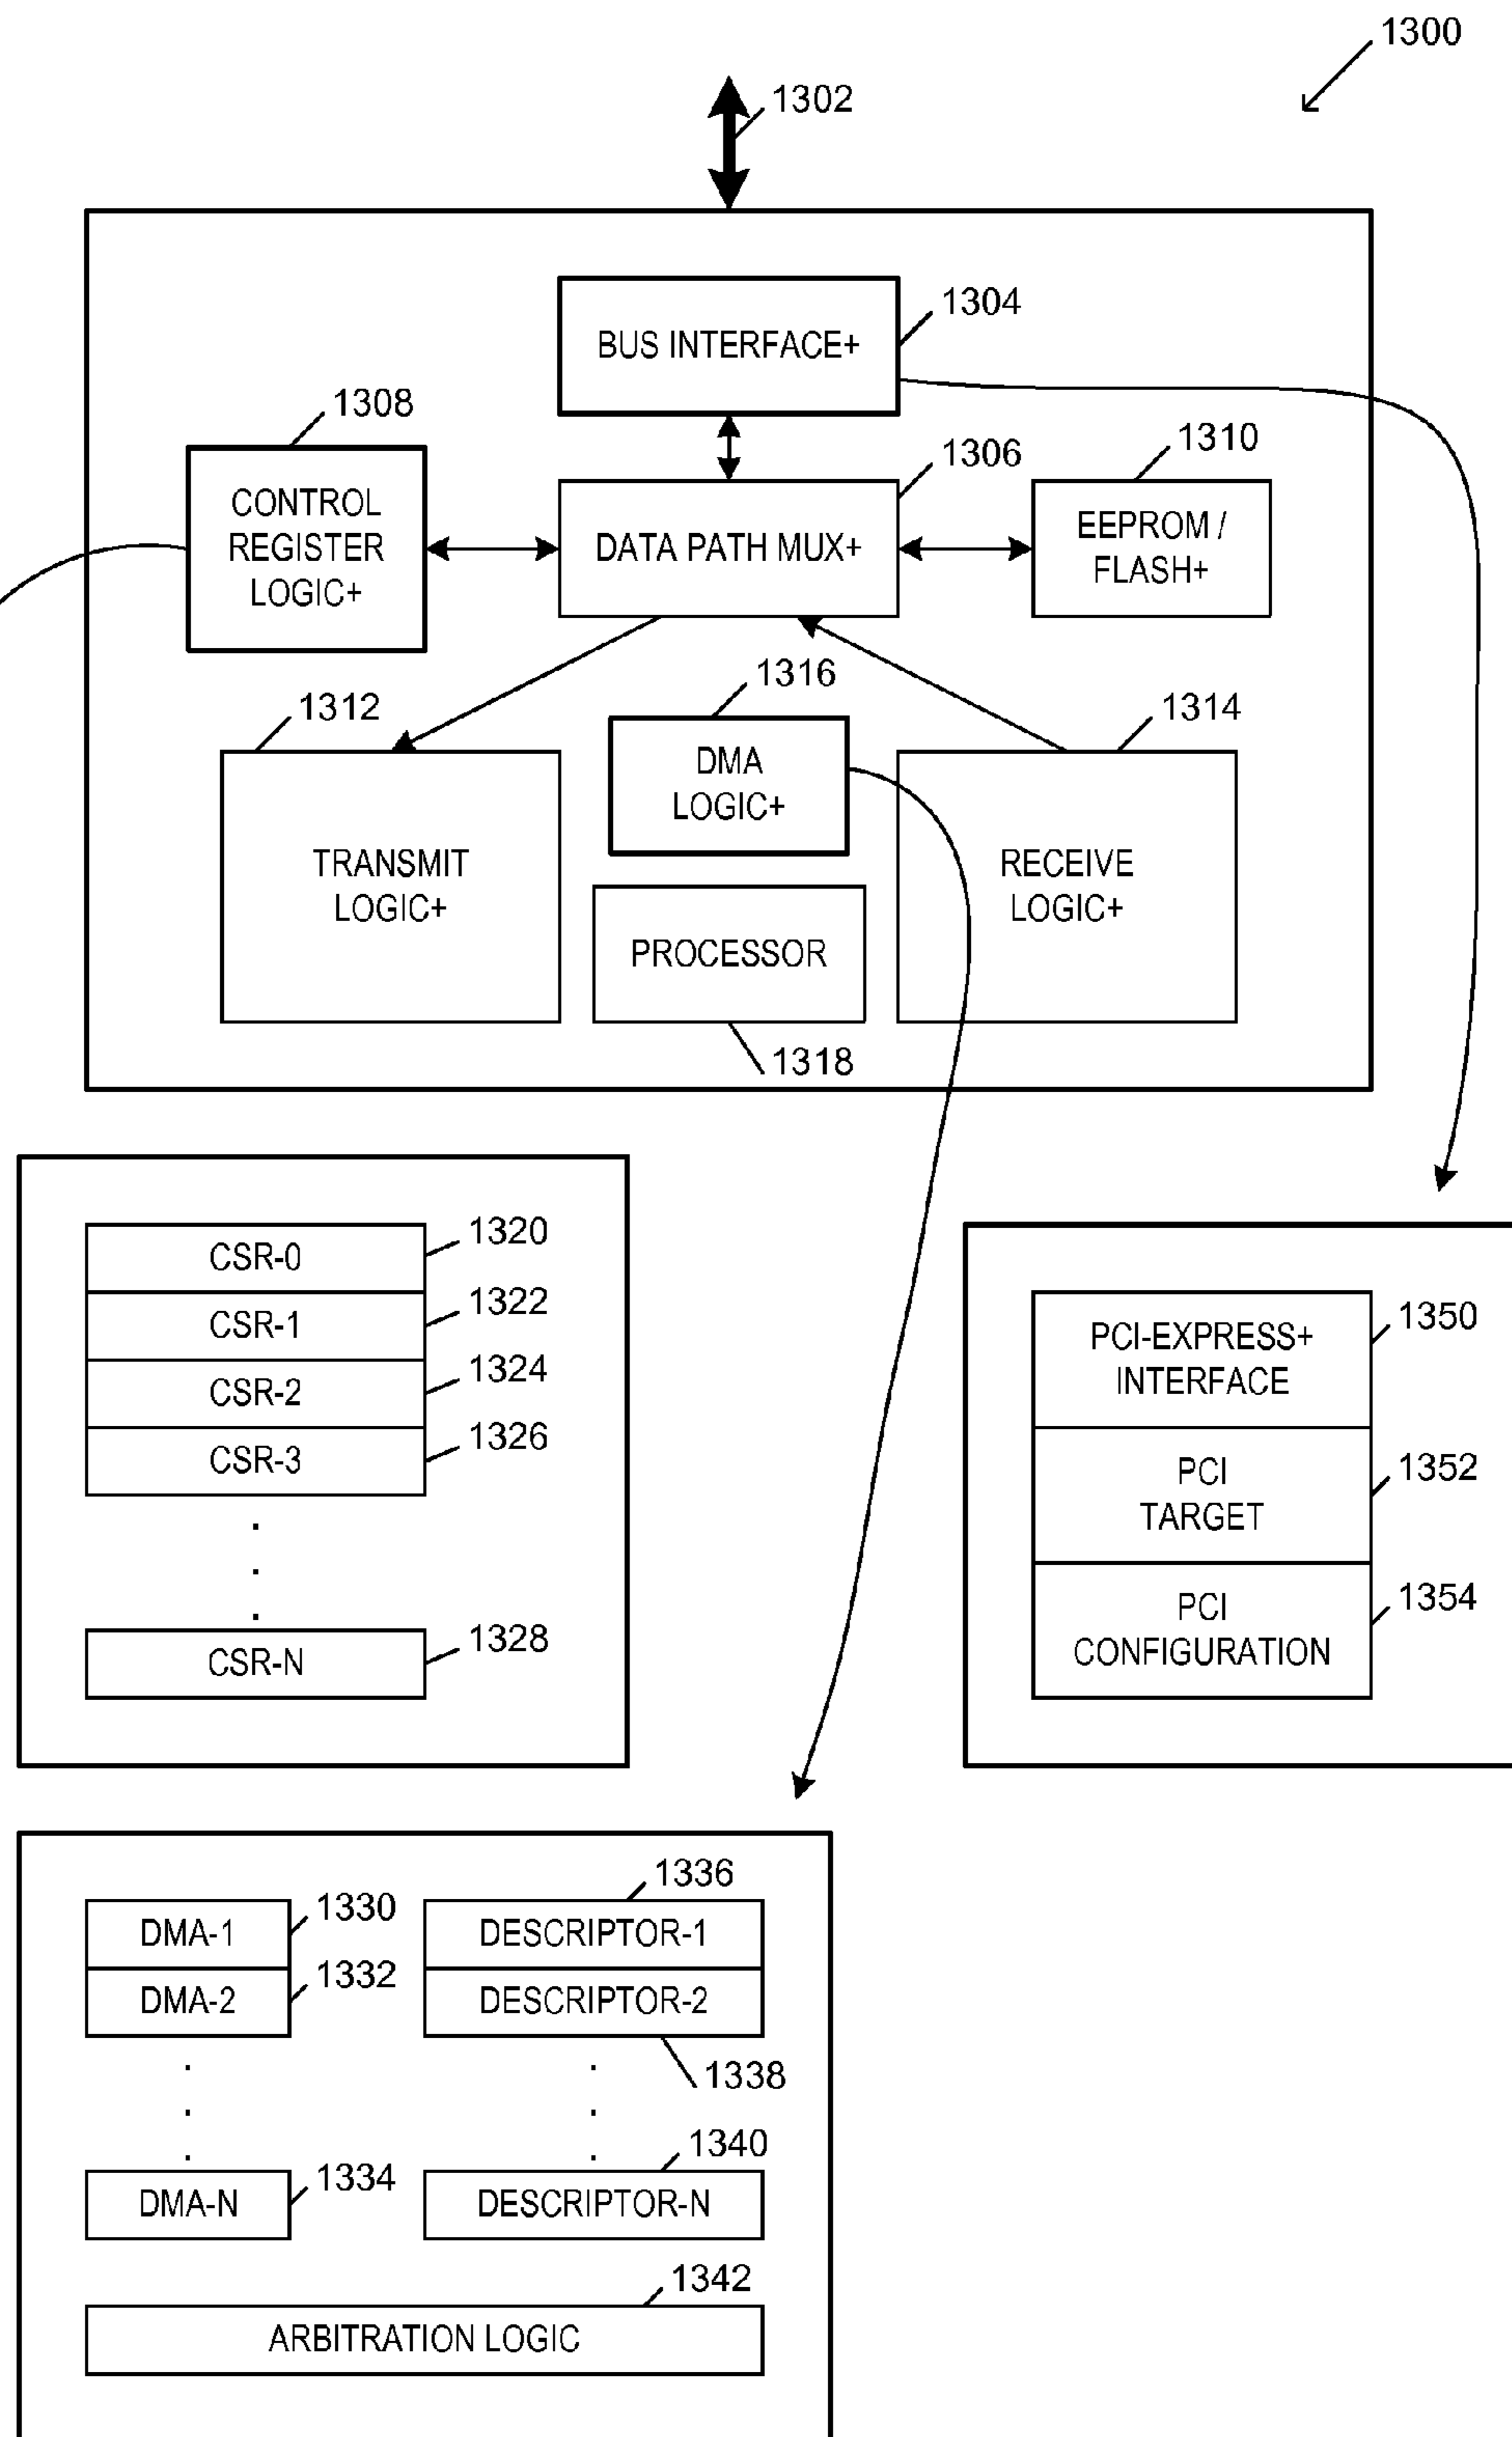 1300
1302
1304
BUS INTERFACE+
1308
1306
1310
CONTROL
REGISTER
LOGIC+
DATA PATH MUX+
EEPROM /
FLASH+
1316
1312
1314
DMA
LOGIC+
TRANSMIT
LOGIC+
RECEIVE
LOGIC+
PROCESSOR
1318
CSR-0
1320
CSR-1
1322
CSR-2
1324
CSR-3
1326
.
.
.
CSR-N
1328
PCI-EXPRESS+
INTERFACE
1350
PCI
TARGET
1352
PCI
CONFIGURATION
1354
DMA-1
1330
DMA-2
1332
.
.
.
DMA-N
1334
1336
DESCRIPTOR-1
DESCRIPTOR-2
1338
.
.
.
1340
DESCRIPTOR-N
1342
ARBITRATION LOGIC